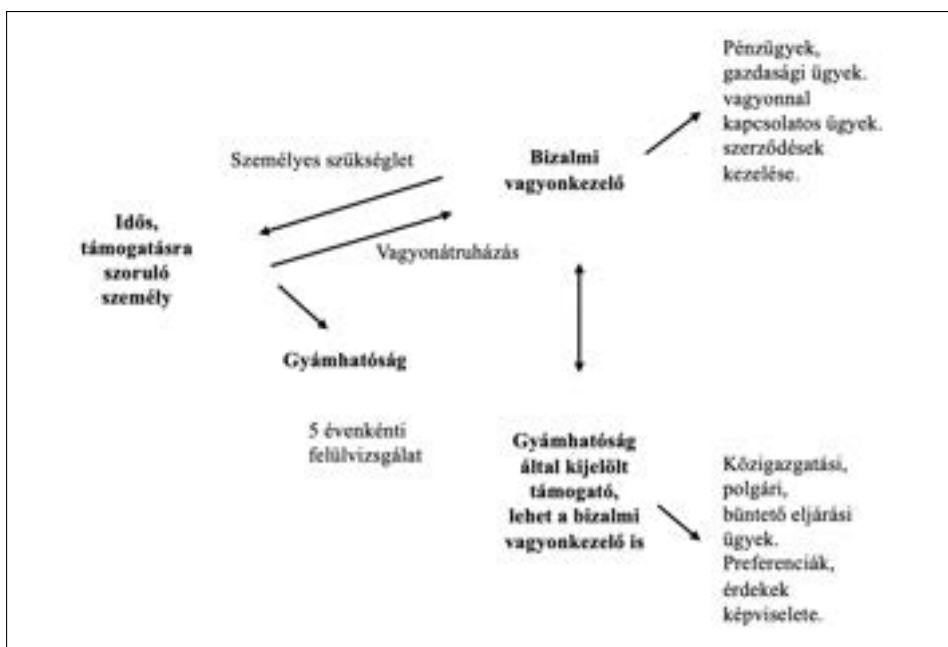 Pénzügyek,
gazdasági ügyek.
vagyonnal
kapcsolatos ügyek.
szerződések
kezelése.
Személyes szükséglet
Bizalmi
vagyonkezelő
Idős,
támogatásra
szoruló
személy
Vagyonátruházás
Gyámhatóság
5 évenkénti
felülvizsgálat
Gyámhatóság
által kijelölt
támogató,
lehet a bizalmi
vagyonkezelő is
Közigazgatási,
polgári,
büntető eljárási
ügyek.
Preferenciák,
érdekek
képviselete.